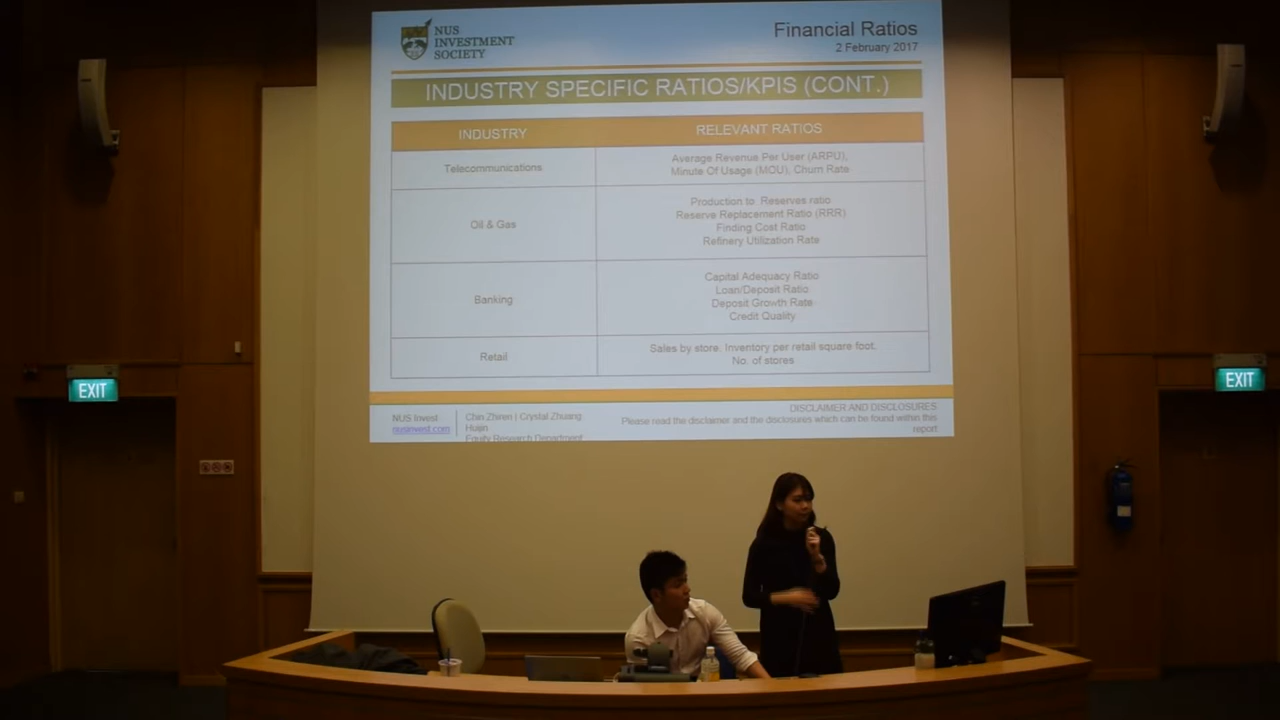 NUS
INVESTMENT
SOCIETY
Financial Ratios
2 February 2017
INDUSTRY SPECIFIC RATIOS/KPIS (CONT.)
INDUSTRY
RELEVANT RATIOS
Telecommunications
Average Revenue Per User (ARPU),
Minute Of Usage (MOU), Churn Rate
Oil & Gas
Production to Reserves ratio
Reserve Replacement Ratio (RRR)
Finding Cost Ratio
Refinery Utilization Rate
Banking
Capital Adequacy Ratio
Loan/Deposit Ratio
Deposit Growth Rate
Credit Quality
Retail
Sales by store, Inventory per retail square foot,
No. of stores
NUS Invest
nusinvest.com
Chin Zhiren | Crystal Zhuang
Huijin
Equity Research Department
DISCLAIMER AND DISCLOSURES
Please read the disclaimer and the disclosures which can be found within this
report
EXIT
EXIT